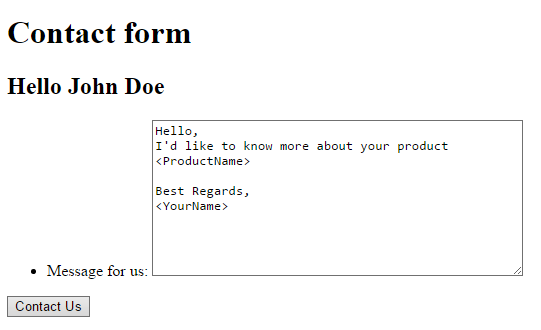 Contact form
Hello John Doe
Hello,
I'd like to know more about your product
<ProductName>
Best Regards,
<YourName>
Message for us:
Contact Us